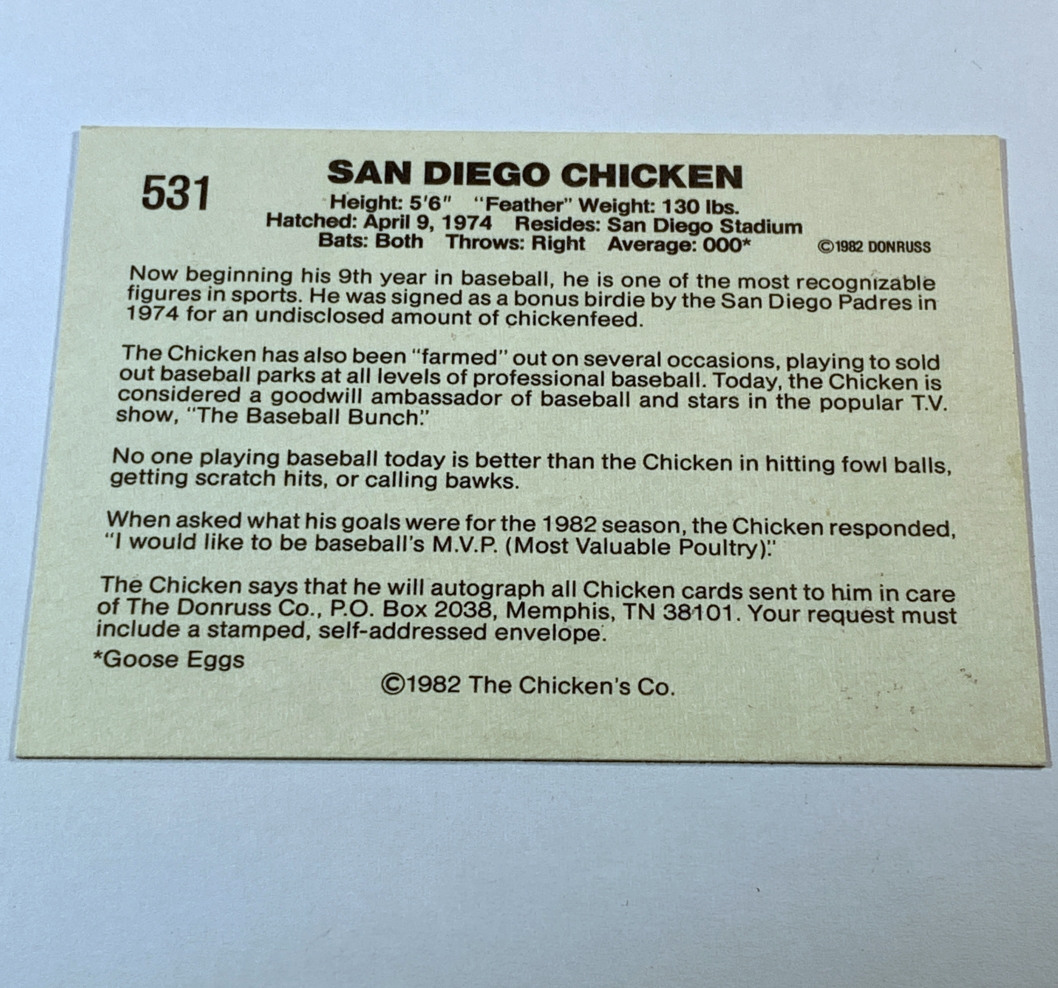 531
SAN DIEGO CHICKEN
Height: 5'6" "Feather" Weight: 130 lbs.
Hatched: April 9, 1974 Resides: San Diego Stadium
Bats: Both Throws: Right Average: 000*
©1982 DONRUSS
Now beginning his 9th year in baseball, he is one of the most recognizable
figures in sports. He was signed as a bonus birdie by the San Diego Padres in
1974 for an undisclosed amount of chickenfeed.
The Chicken has also been "farmed" out on several occasions, playing to sold
out baseball parks at all levels of professional baseball. Today, the Chicken is
considered a goodwill ambassador of baseball and stars in the popular T.V.
show, "The Baseball Bunch."
No one playing baseball today is better than the Chicken in hitting fowl balls,
getting scratch hits, or calling bawks.
When asked what his goals were for the 1982 season, the Chicken responded,
"I would like to be baseball's M.V.P. (Most Valuable Poultry)."
The Chicken says that he will autograph all Chicken cards sent to him in care
of The Donruss Co., P.O. Box 2038, Memphis, TN 38101. Your request must
include a stamped, self-addressed envelope.
*Goose Eggs
©1982 The Chicken's Co.